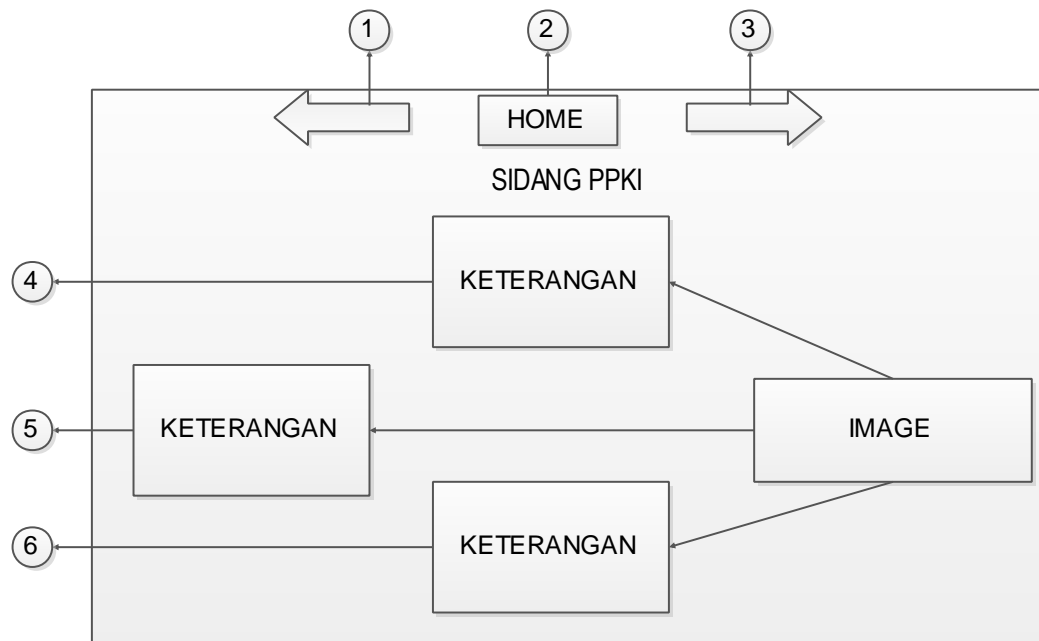 1
2
3
HOME
SIDANG PPKI
4
KETERANGAN
5
KETERANGAN
IMAGE
6
KETERANGAN